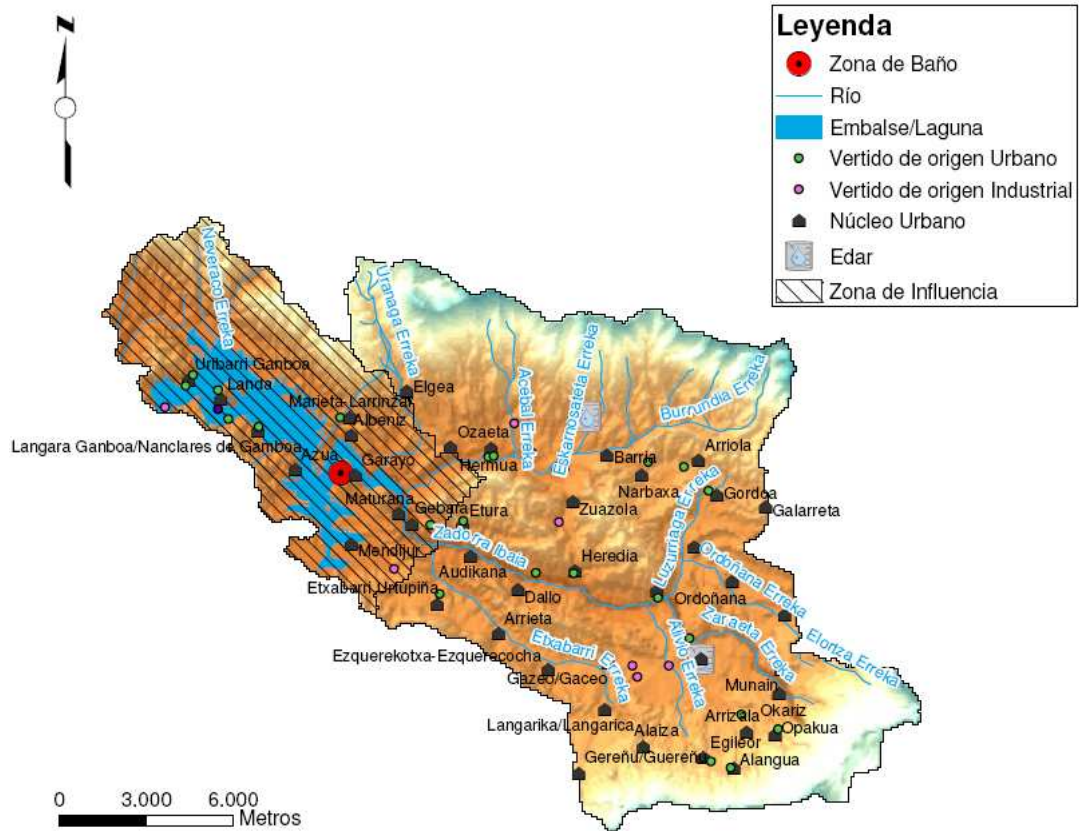 Leyenda
Zona de Baño
Río
Embalse/Laguna
Vertido de origen Urbano
Vertido de origen Industrial
Núcleo Urbano
Edar
Zona de Influencia
N
Neveraco Erreka
Uranaga Erreka
Uribarri Ganboa
Landa
Elgea
Marieta-Larrinzar
Albeniz
Acebal Erreka
Eskarnosateta Erreka
Burrundia Erreka
Langara Ganboa/Nanclares de Gamboa
Azua
Garayo
Ozaeta
Hermua
Barria
Arriola
Narbaxa
Gordoa
Galarreta
Maturana
Gebara
Etura
Zuazola
Zadorra Ibaia
Luzuriaga Erreka
Mendijur
Audikana
Heredia
Ordoñana Erreka
Etxabarri Urtupiña
Dallo
Ordoñana
Zaraeta Erreka
Elortza Erreka
Arrieta
Etxabarri Erreka
Alivio Erreka
Ezquerekotxa-Ezquerecocha
Gazeo/Gaceo
Munain
Langarika/Langarica
Arrizala
Okariz
Alaiza
Opakua
Egileor
Gereñu/Guereñu
Alangua
0 3.000 6.000
Metros